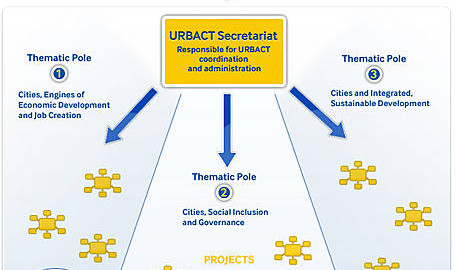 URBACT Secretariat
Responsible for URBACT
coordination
and administration
Thematic Pole
1
Cities, Engines of
Economic Development
and Job Creation
Thematic Pole
2
Cities, Social Inclusion
and Governance
Thematic Pole
3
Cities and Integrated,
Sustainable Development
PROJECTS